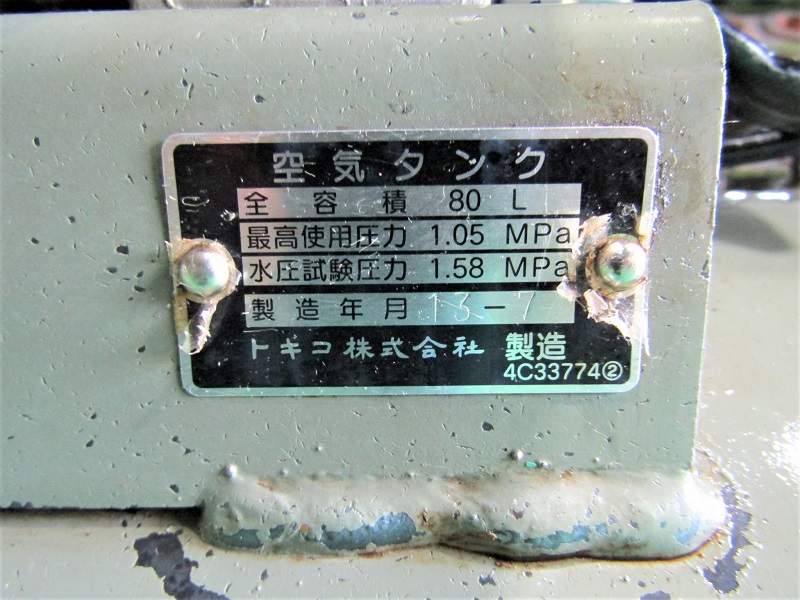 空気タンク
全容積 80 L
最高使用圧力 1.05 MPa
水圧試験圧力 1.58 MPa
製造年月 13-7
トキコ株式会社 製造
4C33774②